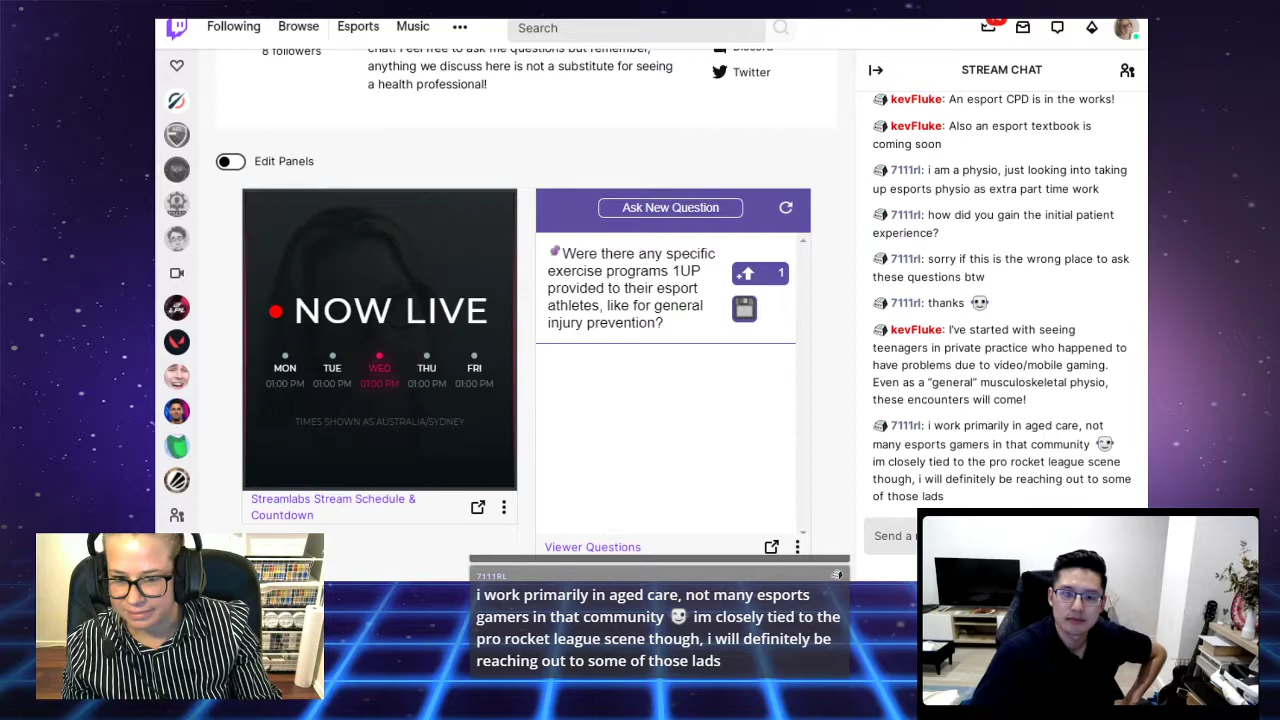 Following
Browse
Esports
Music
Search
8 followers
chat! Feel free to ask me questions but remember,
anything we discuss here is not a substitute for seeing
a health professional!
Discord
Twitter
Edit Panels
NOW LIVE
MON
TUE
WED
THU
FRI
01:00 PM
01:00 PM
01:00 PM
01:00 PM
01:00 PM
TIMES SHOWN AS AUSTRALIA/SYDNEY
Streamlabs Stream Schedule &
Countdown
Ask New Question
Were there any specific
exercise programs 1UP
provided to their esport
athletes, like for general
injury prevention?
1
Viewer Questions
STREAM CHAT
kevFluke: An esport CPD is in the works!
kevFluke: Also an esport textbook is
coming soon
7111rl: i am a physio, just looking into taking
up esports physio as extra part time work
7111rl: how did you gain the initial patient
experience?
7111rl: sorry if this is the wrong place to ask
these questions btw
7111rl: thanks
kevFluke: I've started with seeing
teenagers in private practice who happened to
have problems due to video/mobile gaming.
Even as a "general" musculoskeletal physio,
these encounters will come!
7111rl: i work primarily in aged care, not
many esports gamers in that community
im closely tied to the pro rocket league scene
though, i will definitely be reaching out to some
of those lads
Send a
7111RL
i work primarily in aged care, not many esports
gamers in that community im closely tied to the
pro rocket league scene though, i will definitely be
reaching out to some of those lads